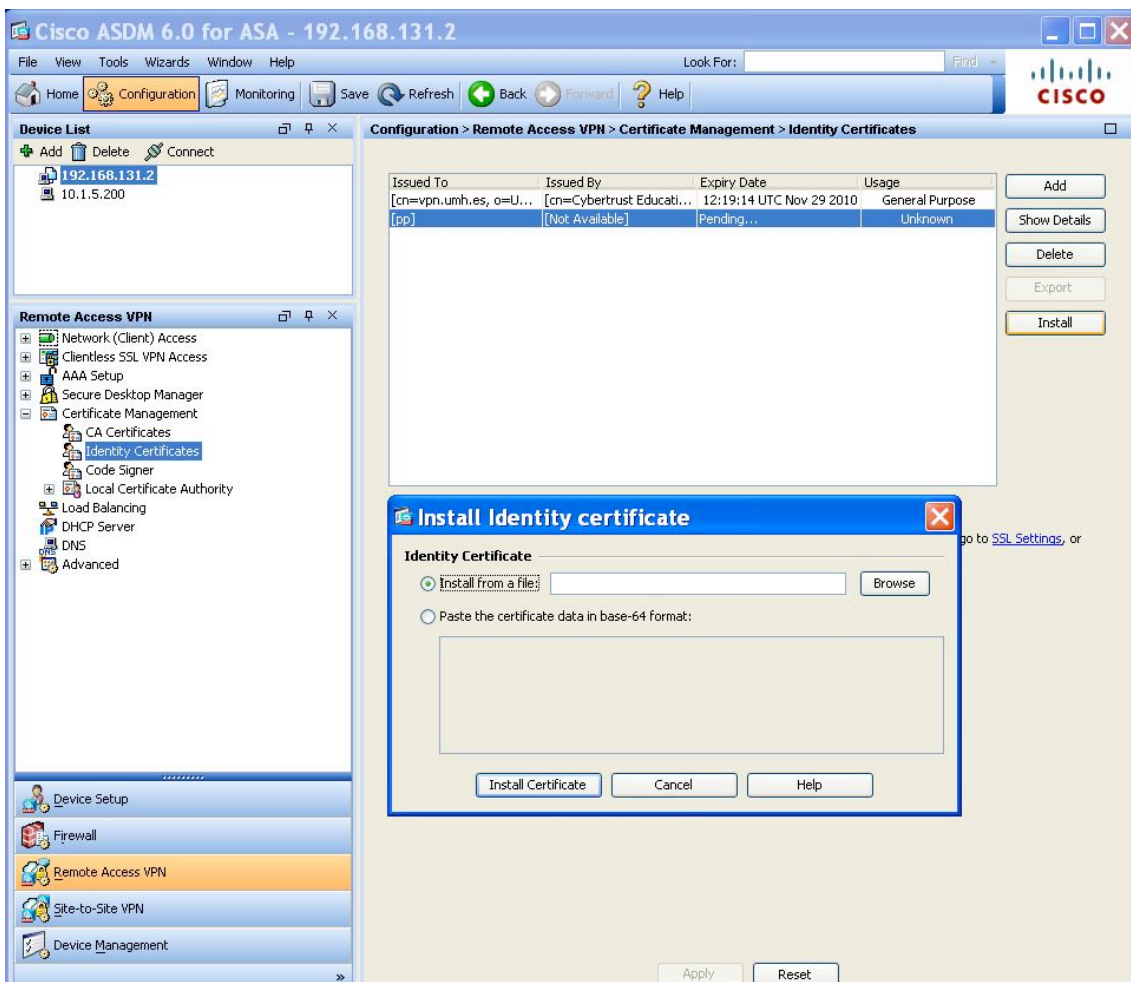 Cisco ASDM 6.0 for ASA - 192.168.131.2
File View Tools Wizards Window Help
Look For:
Find
Home Configuration Monitoring Save Refresh Back Forward Help
CISCO
Device List
Add Delete Connect
192.168.131.2
10.1.5.200
Remote Access VPN
Network (Client) Access
Clientless SSL VPN Access
AAA Setup
Secure Desktop Manager
Certificate Management
CA Certificates
Identity Certificates
Code Signer
Local Certificate Authority
Load Balancing
DHCP Server
DNS
Advanced
Device Setup
Firewall
Remote Access VPN
Site-to-Site VPN
Device Management
»
Configuration > Remote Access VPN > Certificate Management > Identity Certificates
Issued To Issued By Expiry Date Usage
[cn=vpn.umh.es, o=U... [cn=Cybertrust Educati... 12:19:14 UTC Nov 29 2010 General Purpose
[pp] [Not Available] Pending... Unknown
Add
Show Details
Delete
Export
Install
go to SSL Settings, or
Install Identity certificate
Identity Certificate
Install from a file:
Browse
Paste the certificate data in base-64 format:
Install Certificate Cancel Help
Apply Reset